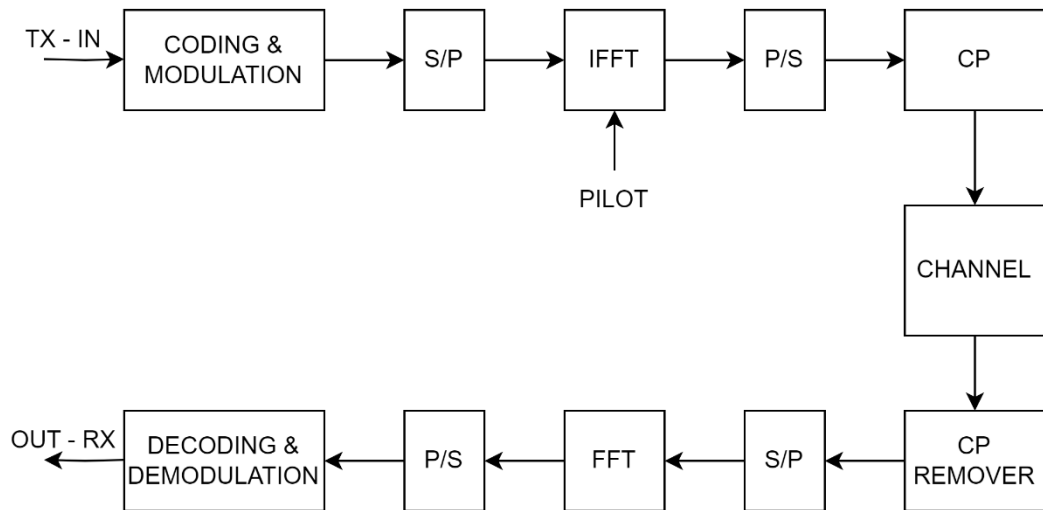 TX - IN
CODING &
MODULATION
S/P
IFFT
P/S
CP
PILOT
CHANNEL
OUT - RX
DECODING &
DEMODULATION
P/S
FFT
S/P
CP
REMOVER